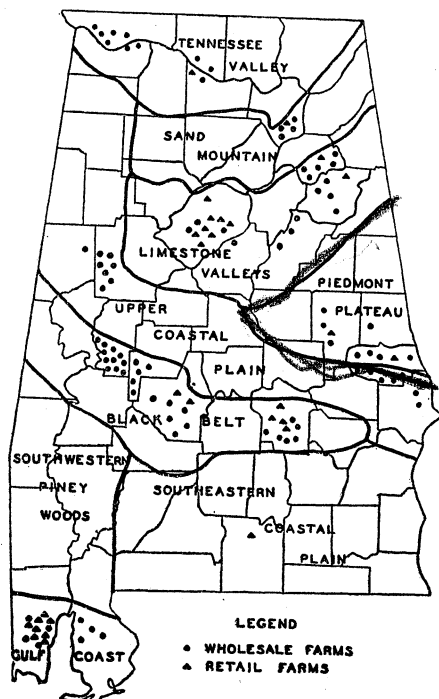 TENNESSEE
VALLEY
SAND
MOUNTAIN
LIMESTONE
VALLEYS
PIEDMONT
PLATEAU
UPPER
COASTAL
PLAIN
BLACK BELT
SOUTHWESTERN
PINEY
WOODS
SOUTHEASTERN
COASTAL
PLAIN
GULF COAST
LEGEND
WHOLESALE FARMS
RETAIL FARMS